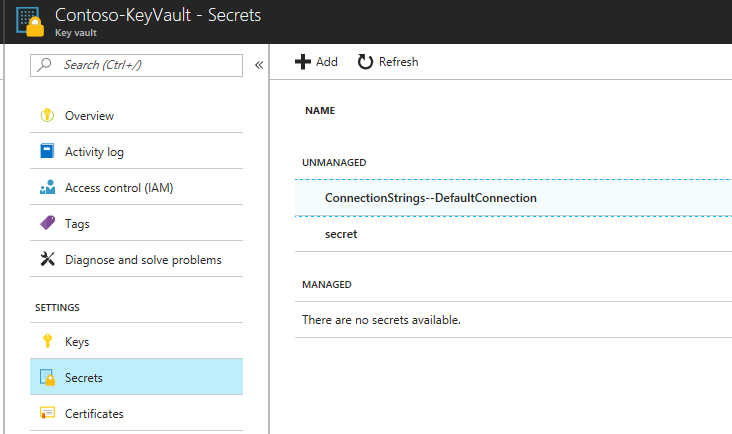 Contoso-KeyVault - Secrets
Key vault
Search (Ctrl+/)
Overview
Activity log
Access control (IAM)
Tags
Diagnose and solve problems
SETTINGS
Keys
Secrets
Certificates
Add Refresh
NAME
UNMANAGED
ConnectionStrings--DefaultConnection
secret
MANAGED
There are no secrets available.